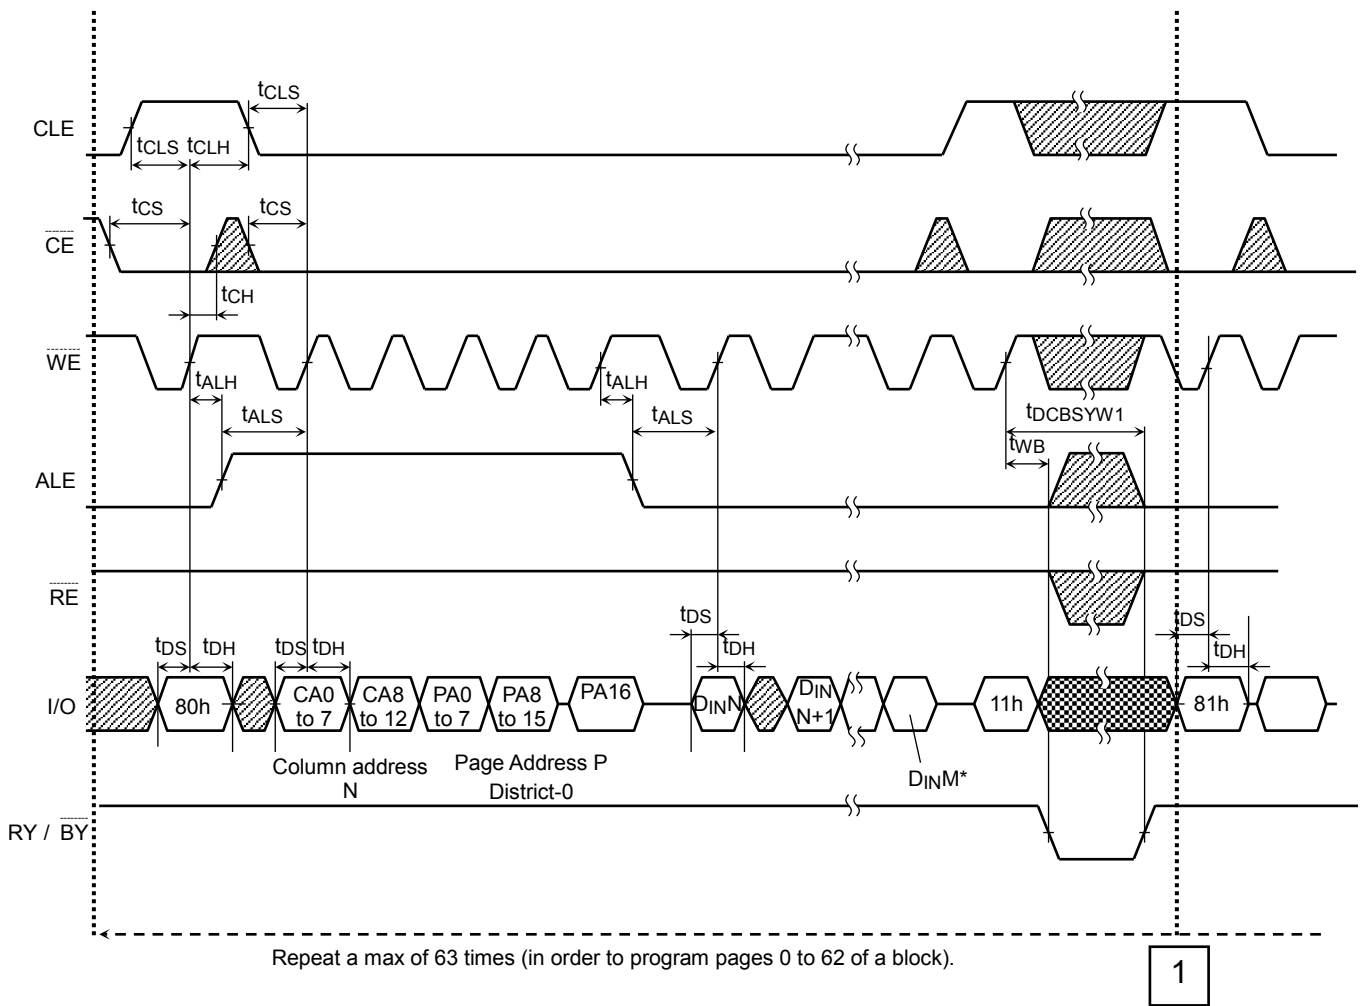 tCLS
CLE
tCLS tCLH
tCS tCS
CE
tCH
WE
tALH tALH
tALS tALS tDCBSYW1
tWB
ALE
RE
tDS tDH tDS tDH tDS tDH tDS tDH
I/O 80h CA0 to 7 CA8 to 12 PA0 to 7 PA8 to 15 PA16 DINN DIN N+1 11h 81h
Column address N
Page Address P
District-0
DINM*
RY / BY
Repeat a max of 63 times (in order to program pages 0 to 62 of a block).
1